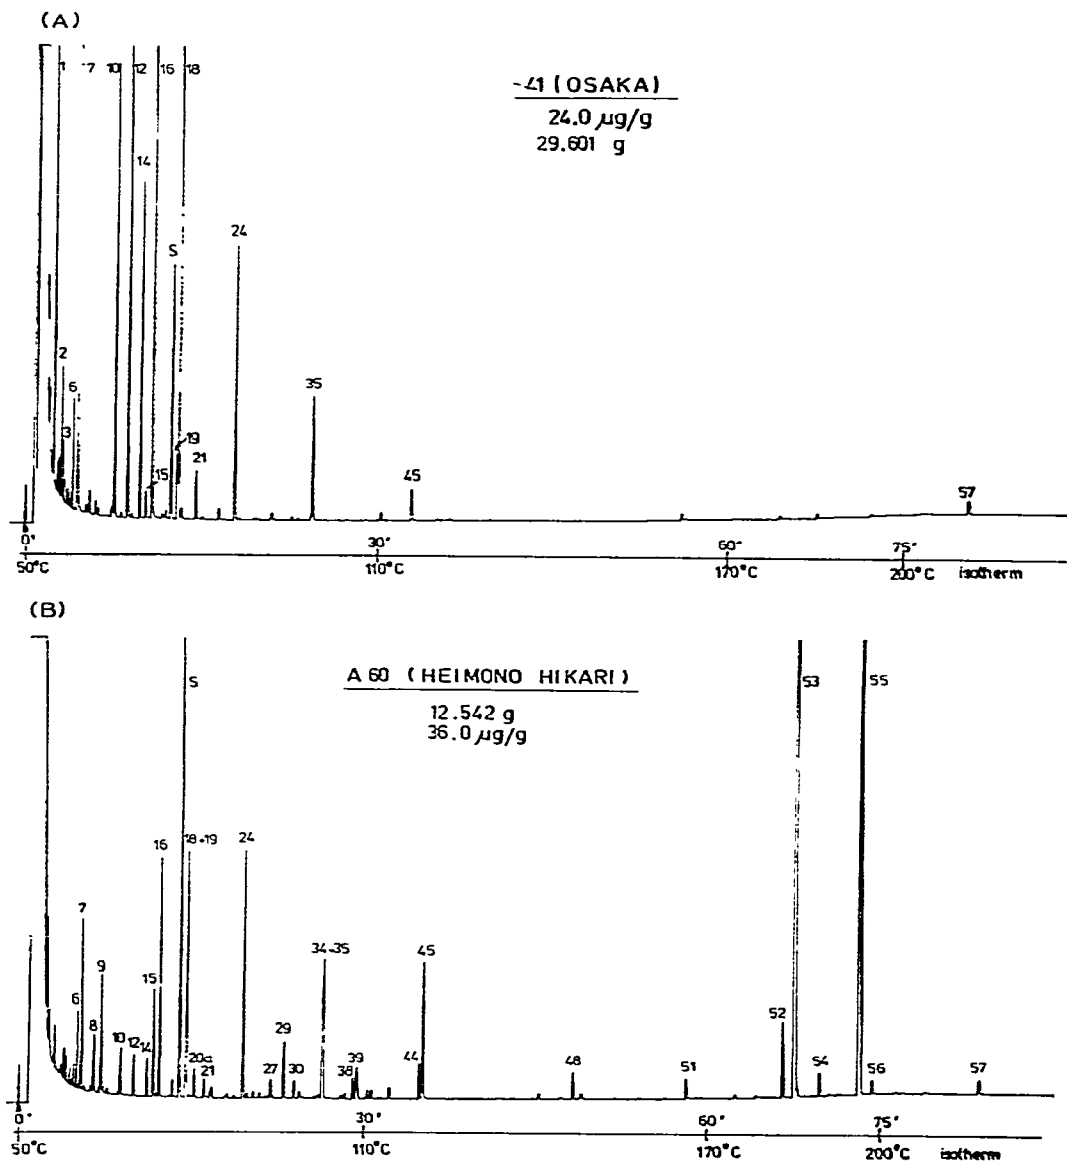 (A)
1 17 10 12 16 18
-41 (OSAKA)
24.0 µg/g
29.601 g
14
24
S
2
6
35
3
19
21
15
45
57
0' 30' 60' 75'
50°C 110°C 170°C 200°C isotherm
(B)
A 60 (HEIMONO HIKARI)
12.542 g
36.0 µg/g
S 53 55
16 18+19 24
7
34+35 45
9
15
6
8
10 12 14
29
52
20a
21
27 30
38
39
44
48 51 54 56 57
0' 30' 60' 75'
50°C 110°C 170°C 200°C isotherm